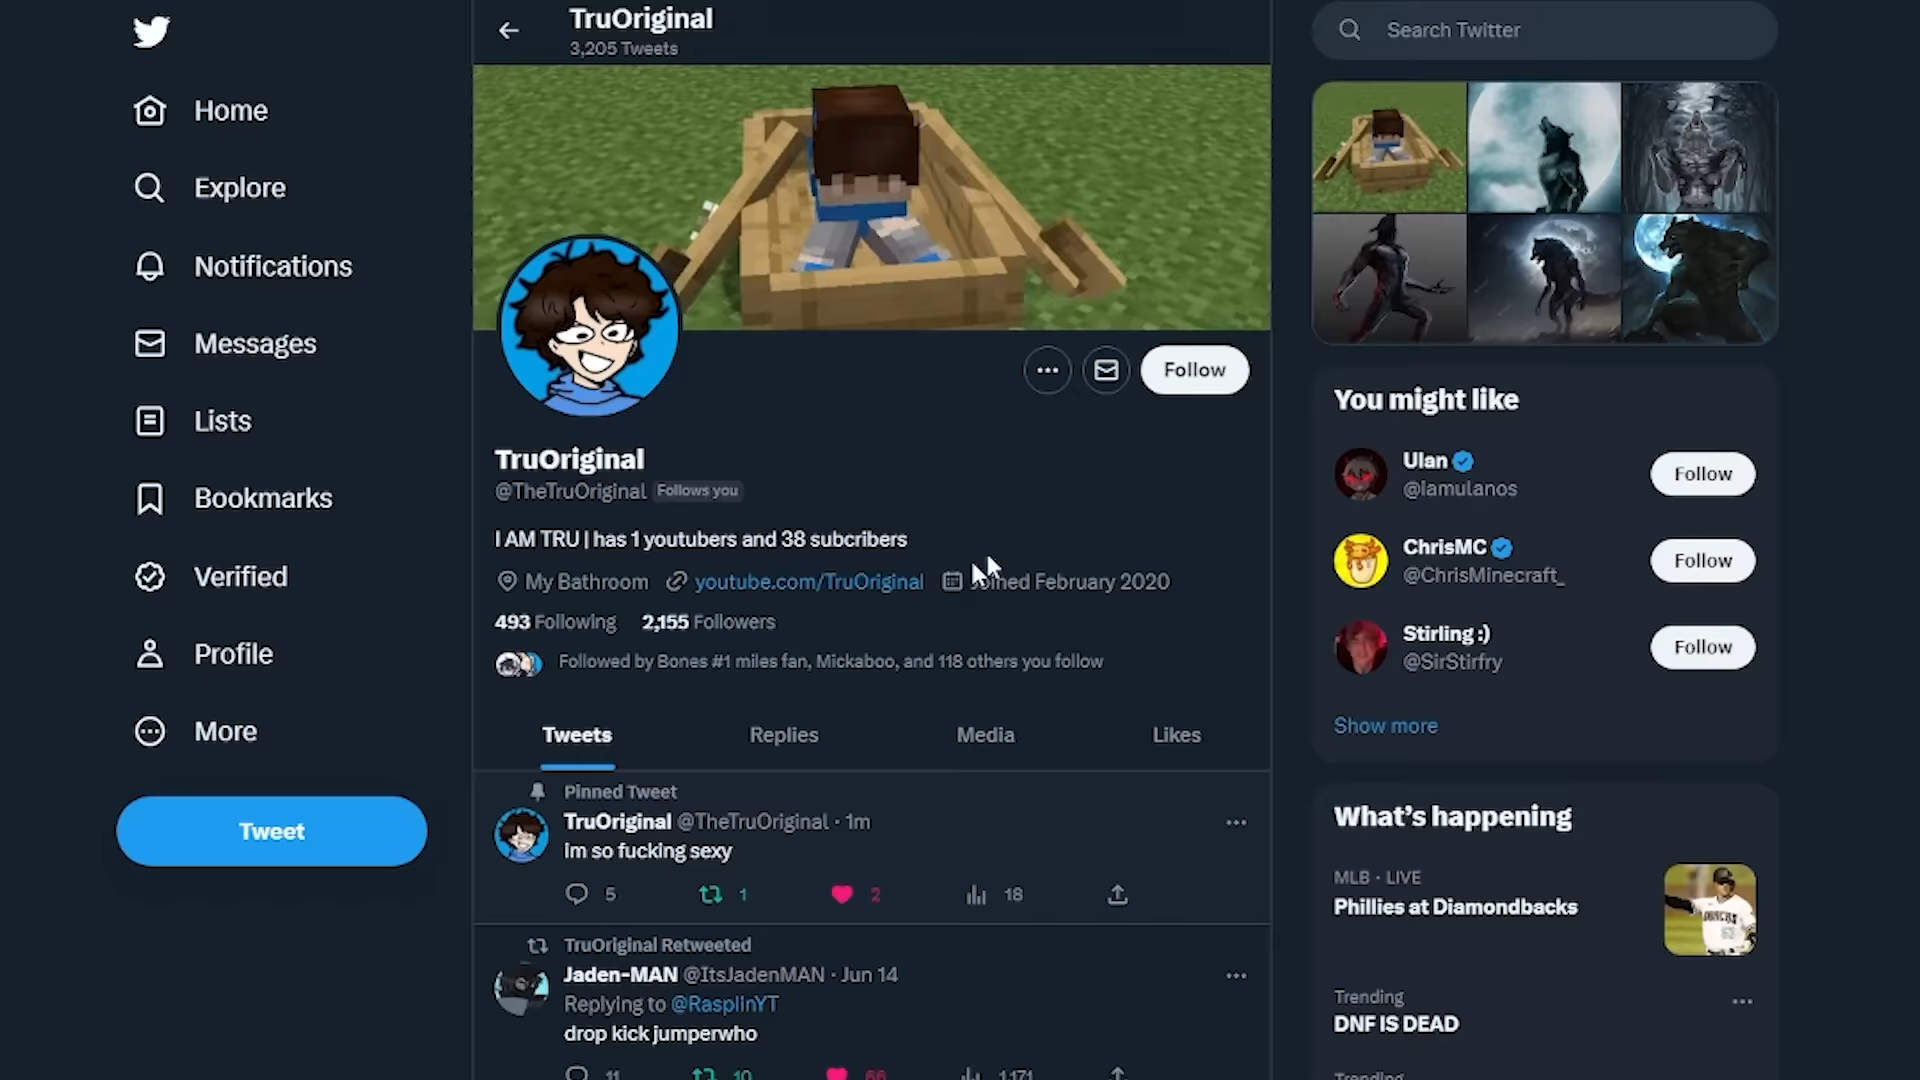 TruOriginal
3,205 Tweets
Search Twitter
Home
Explore
Notifications
Messages
Lists
Bookmarks
Verified
Profile
More
Tweet
Follow
TruOriginal
@TheTruOriginal Follows you
I AM TRU | has 1 youtubers and 38 subcribers
My Bathroom youtube.com/TruOriginal Joined February 2020
493 Following 2,155 Followers
Followed by Bones #1 miles fan, Mickaboo, and 118 others you follow
Tweets Replies Media Likes
Pinned Tweet
TruOriginal @TheTruOriginal · 1m
Im so fucking sexy
5 1 2 18
TruOriginal Retweeted
Jaden-MAN @ItsJadenMAN · Jun 14
Replying to @RasplinYT
drop kick jumperwho
11 10 66 1,171
You might like
Ulan
@iamulanos
Follow
ChrisMC
@ChrisMinecraft_
Follow
Stirling :)
@SirStirfry
Follow
Show more
What's happening
MLB · LIVE
Phillies at Diamondbacks
Trending
DNF IS DEAD
Trending